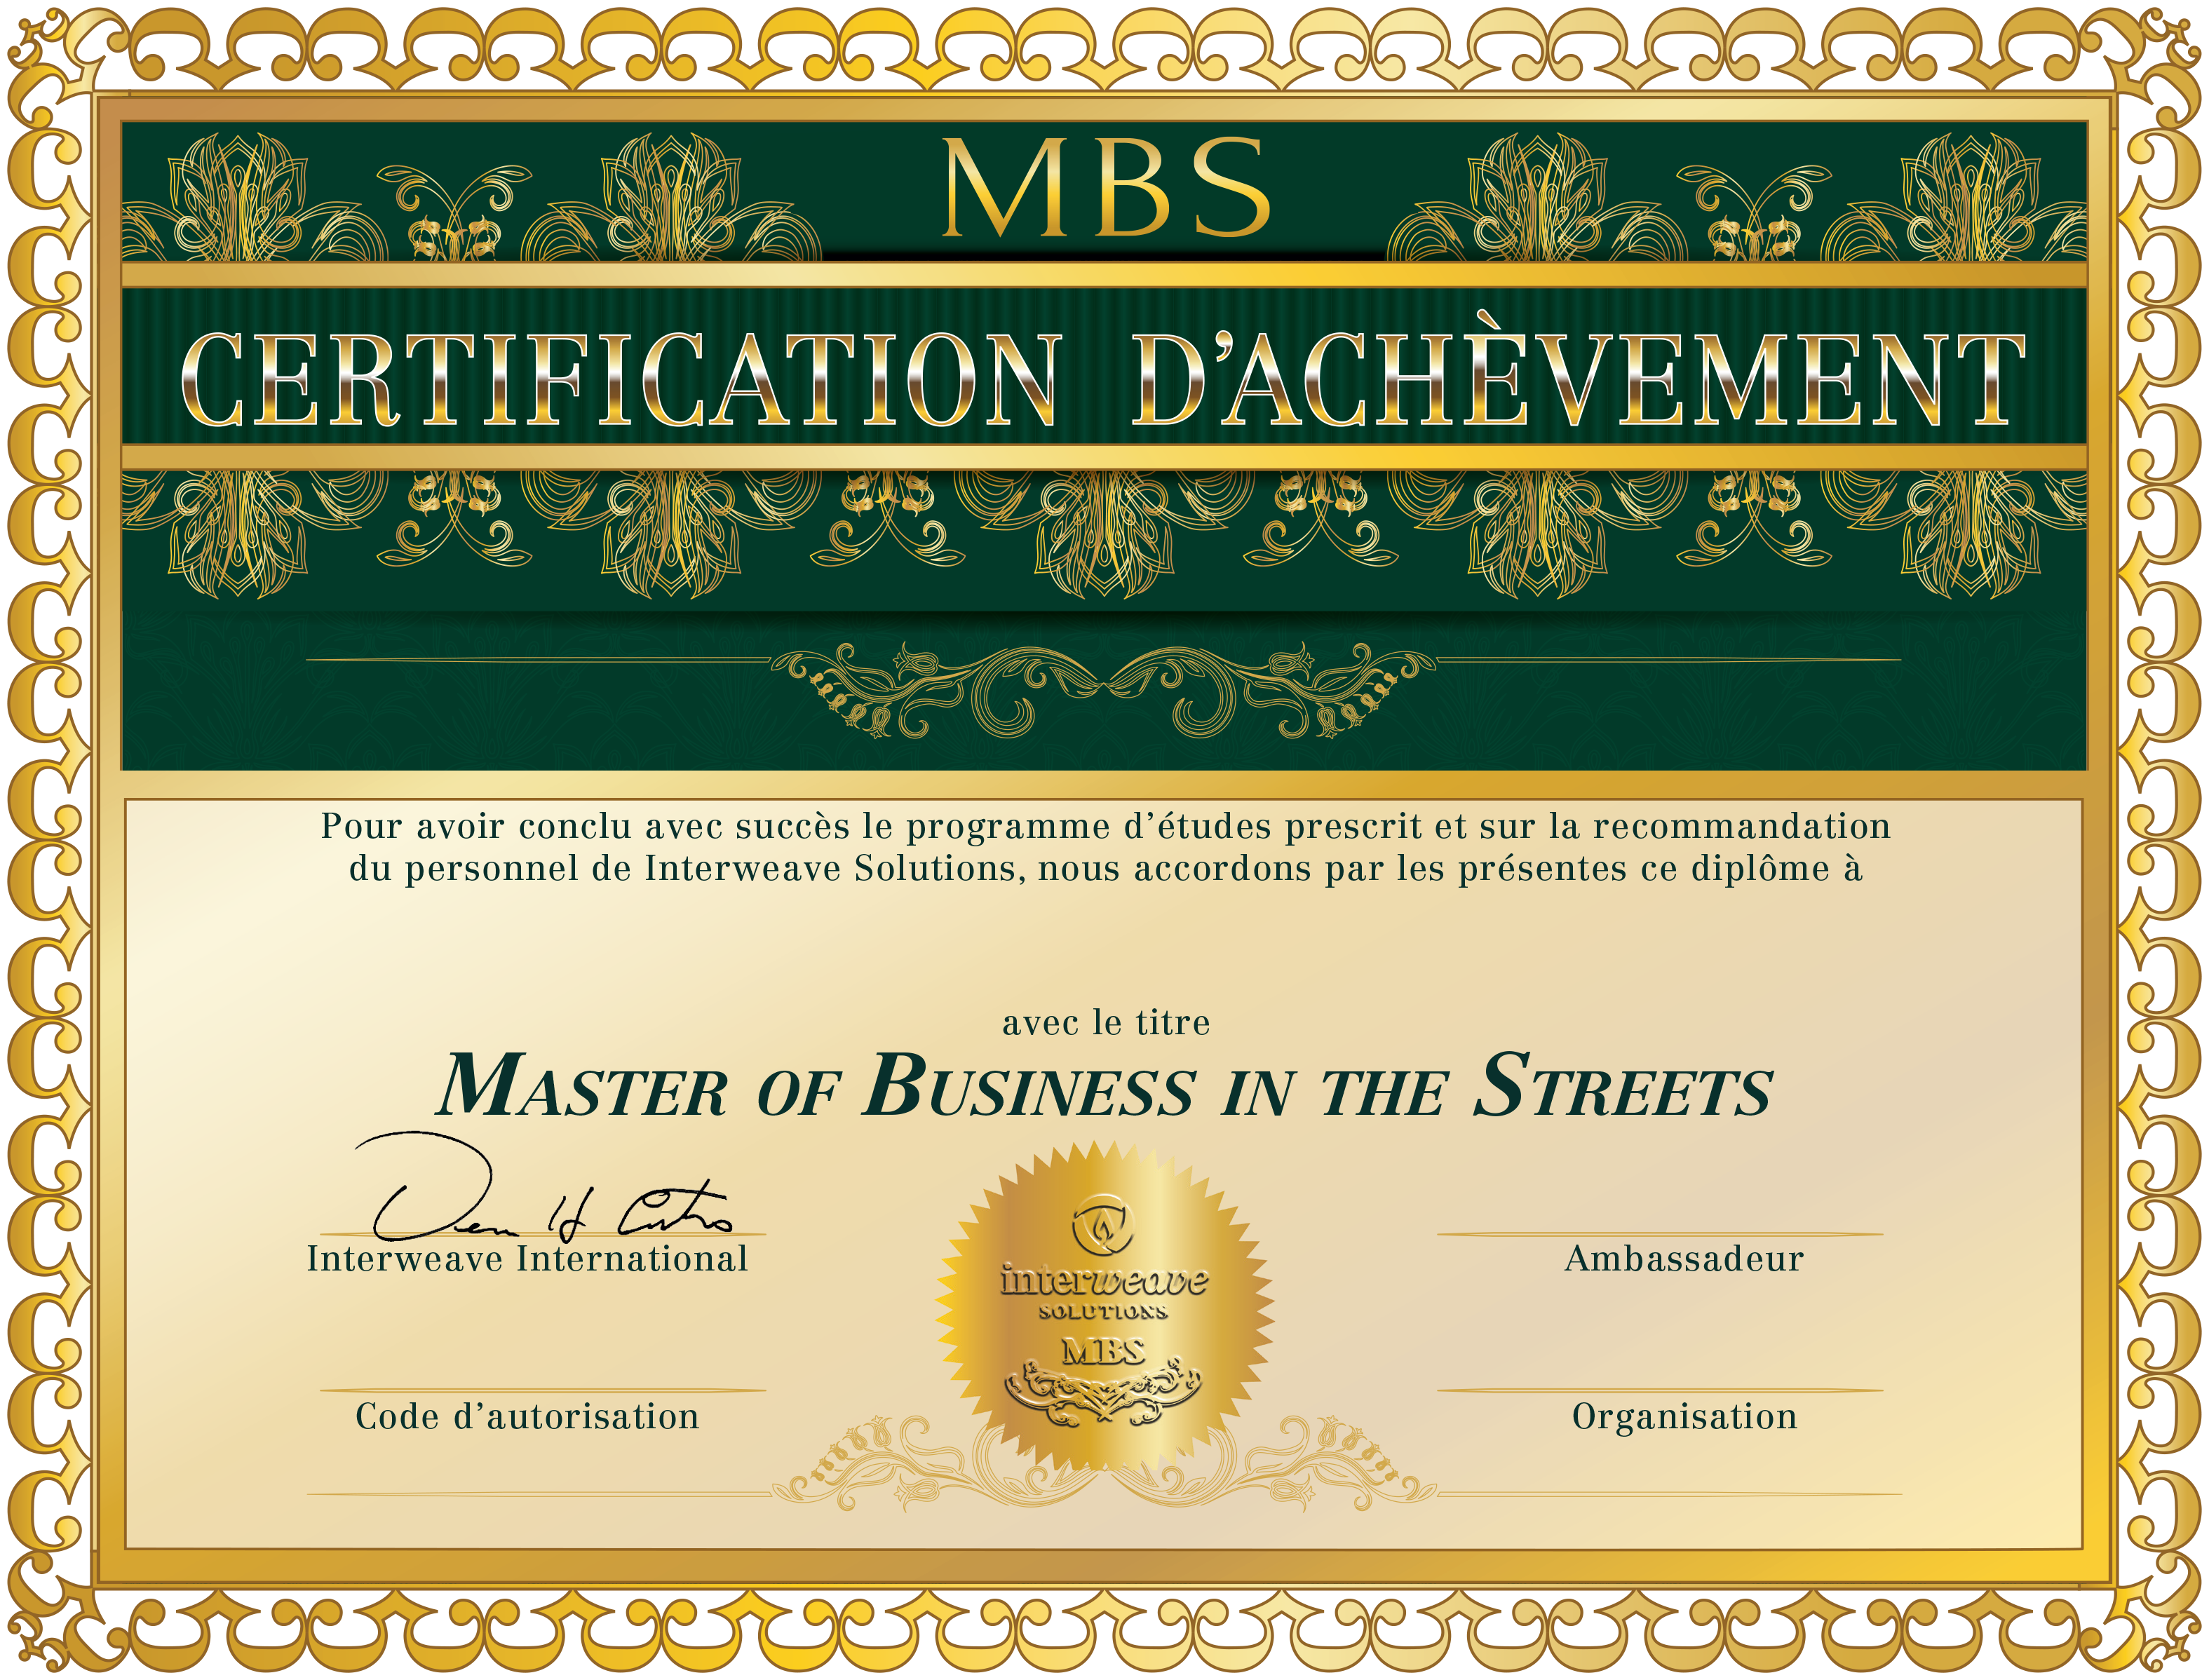 MBS
CERTIFICATION D’ACHÈVEMENT
Pour avoir conclu avec succès le programme d’études prescrit et sur la recommandation
du personnel de Interweave Solutions, nous accordons par les présentes ce diplôme à
avec le titre
MASTER OF BUSINESS IN THE STREETS
Interweave International
Ambassadeur
interweave
SOLUTIONS
MBS
Code d’autorisation
Organisation